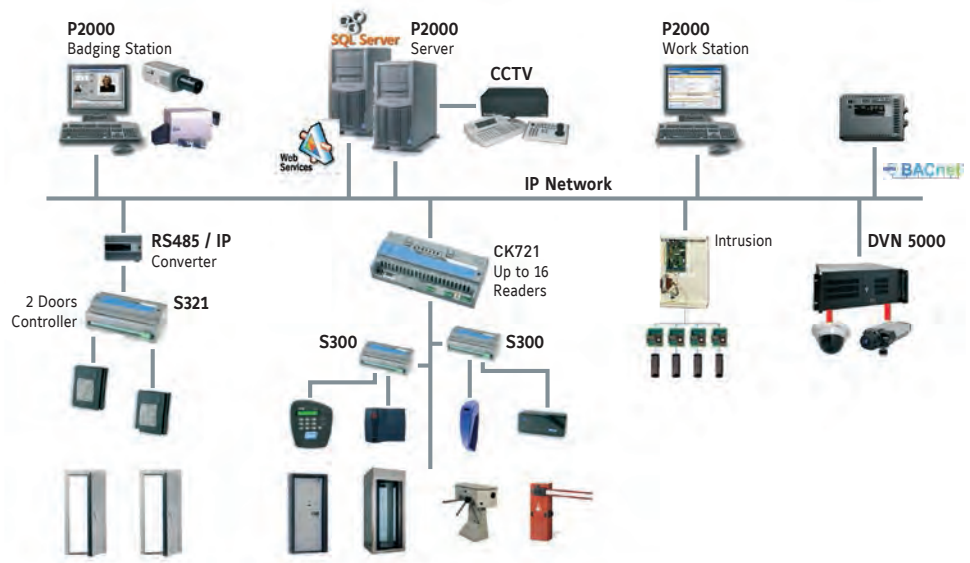 P2000
Badging Station
SQL Server
P2000
Server
CCTV
P2000
Work Station
Web
Services
BACnet
IP Network
RS485 / IP
Converter
2 Doors
Controller
S321
CK721
Up to 16
Readers
S300
S300
Intrusion
DVN 5000